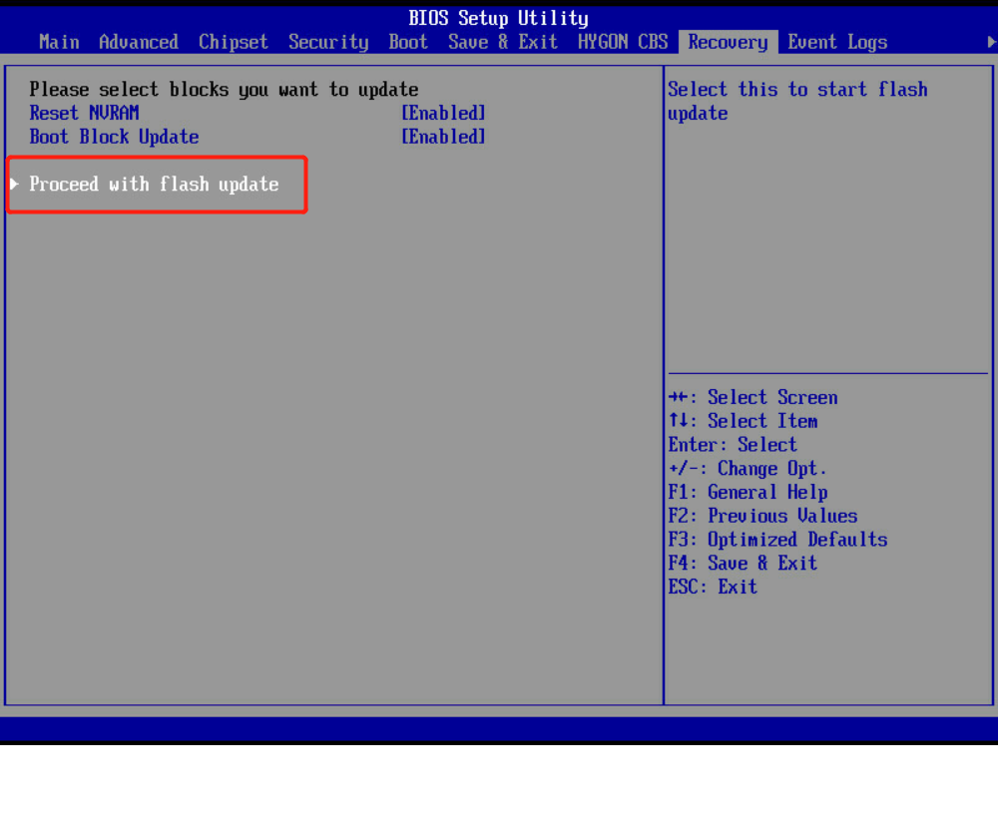 BIOS Setup Utility
Main Advanced Chipset Security Boot Save & Exit HYGON CBS Recovery Event Logs
Please select blocks you want to update
Reset NVRAM [Enabled]
Boot Block Update [Enabled]
Proceed with flash update
Select this to start flash
update
→←: Select Screen
↑↓: Select Item
Enter: Select
+/-: Change Opt.
F1: General Help
F2: Previous Values
F3: Optimized Defaults
F4: Save & Exit
ESC: Exit